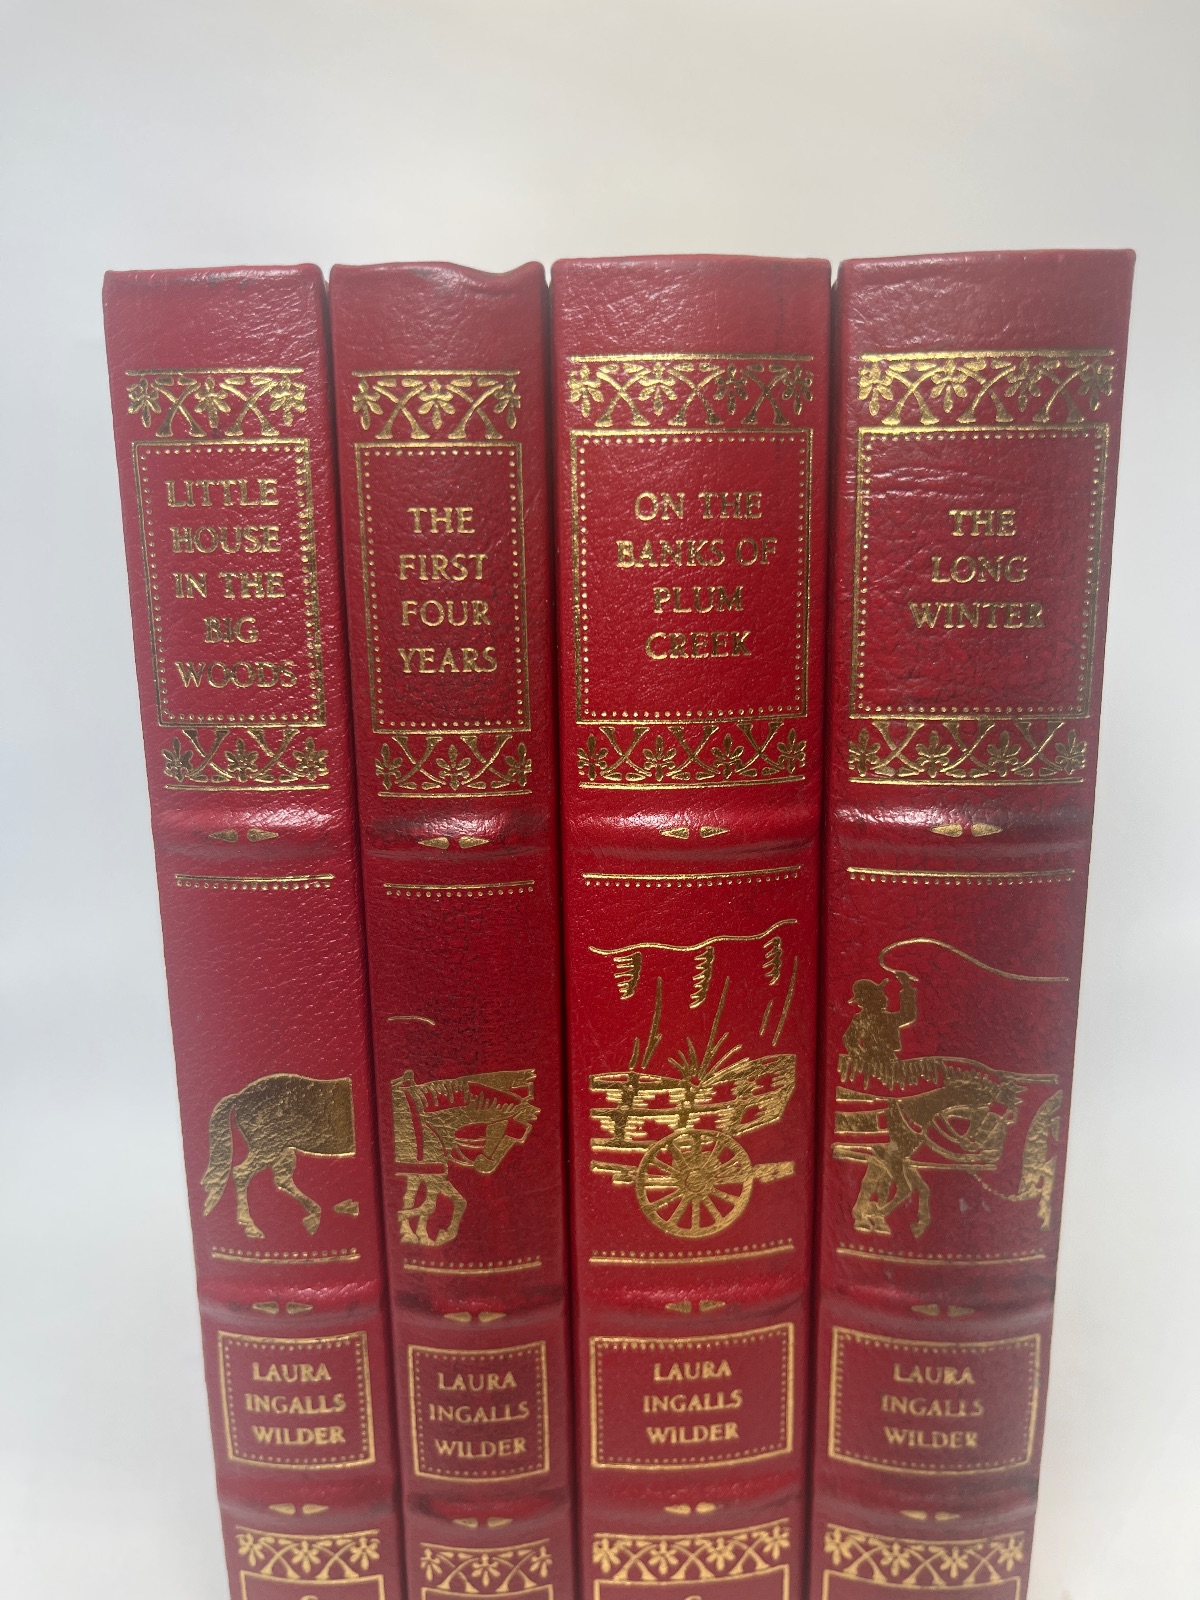 LITTLE
HOUSE
IN THE
BIG
WOODS
LAURA
INGALLS
WILDER
THE
FIRST
FOUR
YEARS
LAURA
INGALLS
WILDER
ON THE
BANKS OF
PLUM
CREEK
LAURA
INGALLS
WILDER
THE
LONG
WINTER
LAURA
INGALLS
WILDER